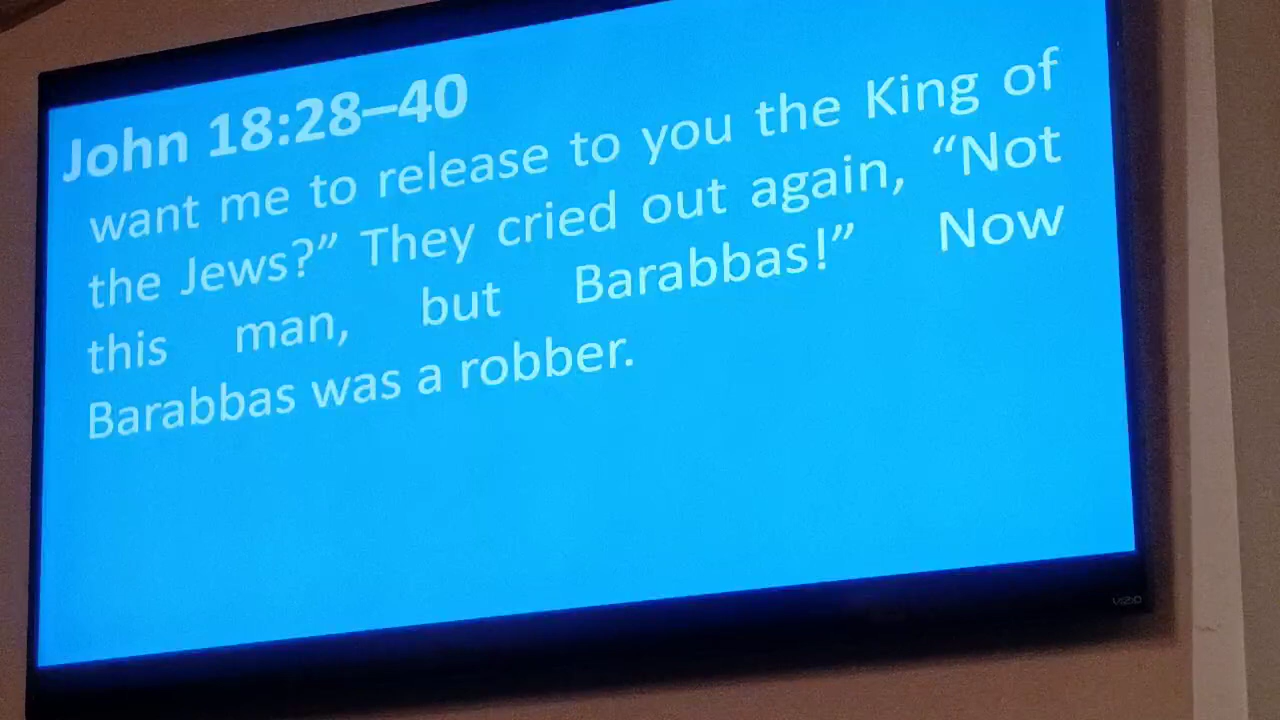 John 18:28–40
want me to release to you the King of
the Jews?” They cried out again, “Not
this man, but Barabbas!” Now
Barabbas was a robber.
VIZIO